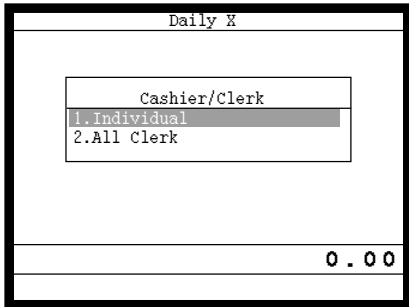 Daily X
Cashier/Clerk
1.Individual
2.All Clerk
0.00